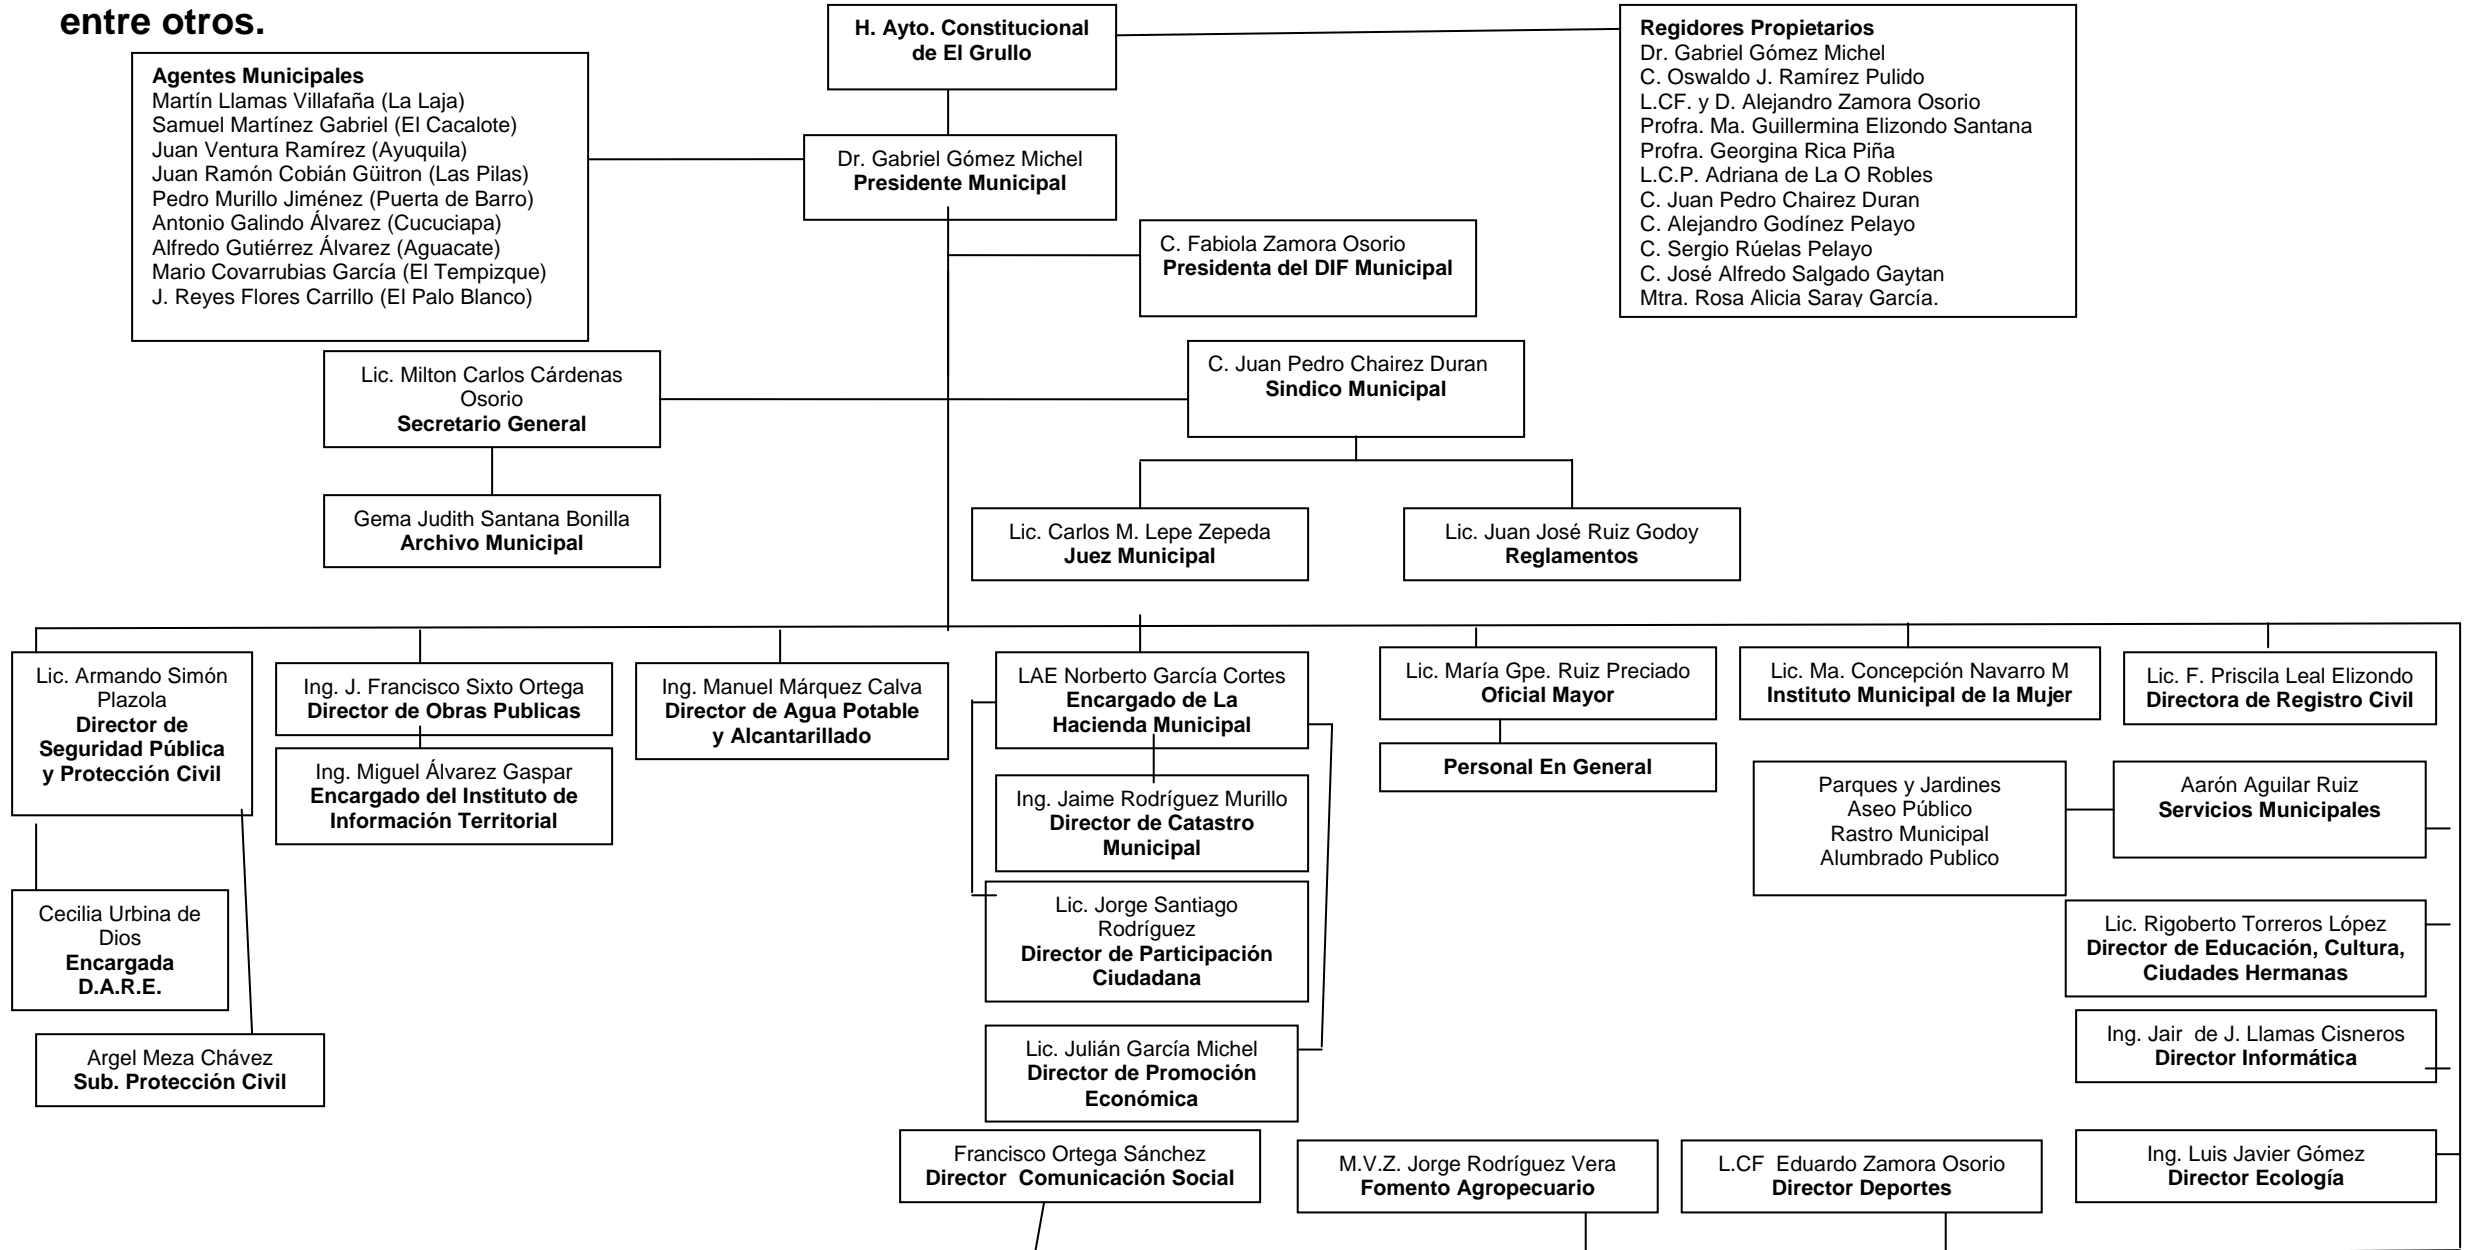 entre otros.
H. Ayto. Constitucional
de El Grullo
Regidores Propietarios
Dr. Gabriel Gómez Michel
C. Oswaldo J. Ramírez Pulido
L.CF. y D. Alejandro Zamora Osorio
Profra. Ma. Guillermina Elizondo Santana
Profra. Georgina Rica Piña
L.C.P. Adriana de La O Robles
C. Juan Pedro Chairez Duran
C. Alejandro Godínez Pelayo
C. Sergio Rúelas Pelayo
C. José Alfredo Salgado Gaytan
Mtra. Rosa Alicia Saray García.
Agentes Municipales
Martín Llamas Villafaña (La Laja)
Samuel Martínez Gabriel (El Cacalote)
Juan Ventura Ramírez (Ayuquila)
Juan Ramón Cobián Güitron (Las Pilas)
Pedro Murillo Jiménez (Puerta de Barro)
Antonio Galindo Álvarez (Cucuciapa)
Alfredo Gutiérrez Álvarez (Aguacate)
Mario Covarrubias García (El Tempizque)
J. Reyes Flores Carrillo (El Palo Blanco)
Dr. Gabriel Gómez Michel
Presidente Municipal
C. Fabiola Zamora Osorio
Presidenta del DIF Municipal
Lic. Milton Carlos Cárdenas
Osorio
Secretario General
C. Juan Pedro Chairez Duran
Sindico Municipal
Gema Judith Santana Bonilla
Archivo Municipal
Lic. Carlos M. Lepe Zepeda
Juez Municipal
Lic. Juan José Ruiz Godoy
Reglamentos
Lic. Armando Simón
Plazola
Director de
Seguridad Pública
y Protección Civil
Ing. J. Francisco Sixto Ortega
Director de Obras Publicas
Ing. Manuel Márquez Calva
Director de Agua Potable
y Alcantarillado
LAE Norberto García Cortes
Encargado de La
Hacienda Municipal
Lic. María Gpe. Ruiz Preciado
Oficial Mayor
Lic. Ma. Concepción Navarro M
Instituto Municipal de la Mujer
Lic. F. Priscila Leal Elizondo
Directora de Registro Civil
Ing. Miguel Álvarez Gaspar
Encargado del Instituto de
Información Territorial
Personal En General
Ing. Jaime Rodríguez Murillo
Director de Catastro
Municipal
Parques y Jardines
Aseo Público
Rastro Municipal
Alumbrado Publico
Aarón Aguilar Ruiz
Servicios Municipales
Cecilia Urbina de
Dios
Encargada
D.A.R.E.
Lic. Jorge Santiago
Rodríguez
Director de Participación
Ciudadana
Lic. Rigoberto Torreros López
Director de Educación, Cultura,
Ciudades Hermanas
Argel Meza Chávez
Sub. Protección Civil
Lic. Julián García Michel
Director de Promoción
Económica
Ing. Jair  de J. Llamas Cisneros
Director Informática
Francisco Ortega Sánchez
Director  Comunicación Social
M.V.Z. Jorge Rodríguez Vera
Fomento Agropecuario
L.CF  Eduardo Zamora Osorio
Director Deportes
Ing. Luis Javier Gómez
Director Ecología